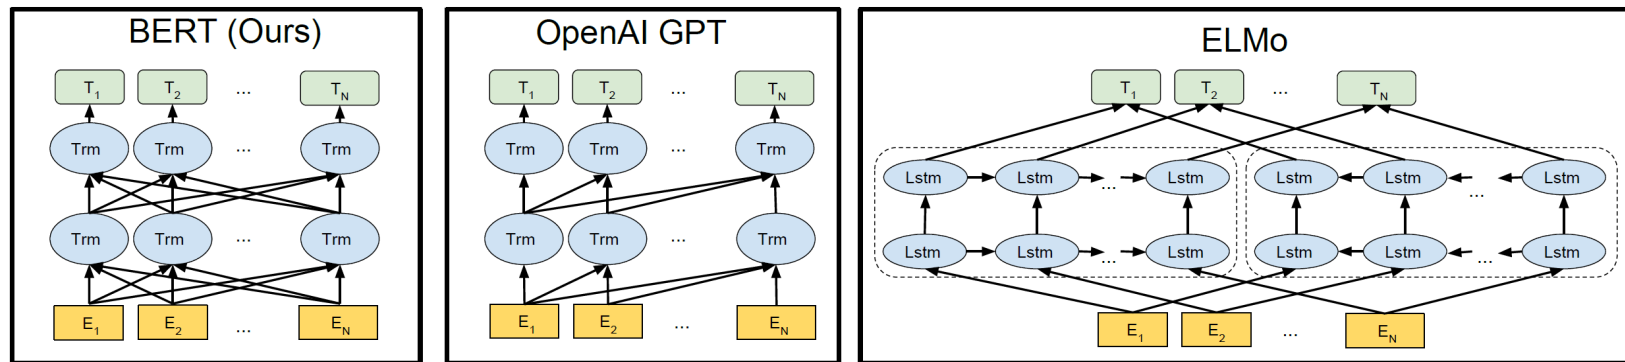 BERT (Ours)
T1 T2 ... TN
Trm Trm ... Trm
Trm Trm ... Trm
E1 E2 ... EN
OpenAI GPT
T1 T2 ... TN
Trm Trm ... Trm
Trm Trm ... Trm
E1 E2 ... EN
ELMo
T1 T2 ... TN
Lstm Lstm ... Lstm Lstm Lstm ... Lstm
Lstm Lstm ... Lstm Lstm Lstm ... Lstm
E1 E2 ... EN